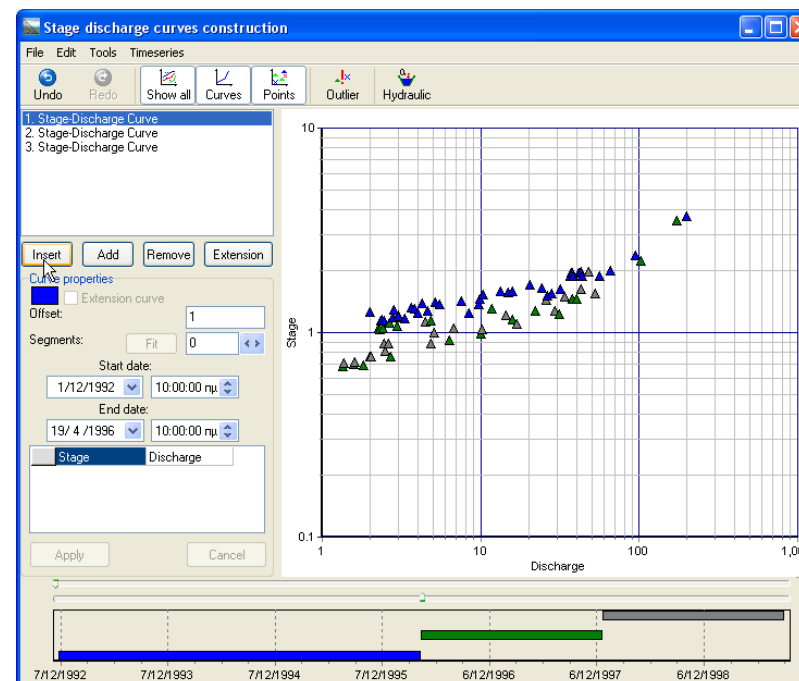 Stage discharge curves construction
File Edit Tools Timeseries
Undo Redo Show all Curves Points Outlier Hydraulic
1. Stage-Discharge Curve
2. Stage-Discharge Curve
3. Stage-Discharge Curve
Insert Add Remove Extension
Curve properties
Extension curve
Offset: 1
Segments: Fit 0
Start date:
1/12/1992 10:00:00 πμ
End date:
19/ 4 /1996 10:00:00 πμ
Stage Discharge
Apply Cancel
10
1
0.1
Stage
1 10 100 1,0
Discharge
7/12/1992 7/12/1993 7/12/1994 7/12/1995 6/12/1996 6/12/1997 6/12/1998